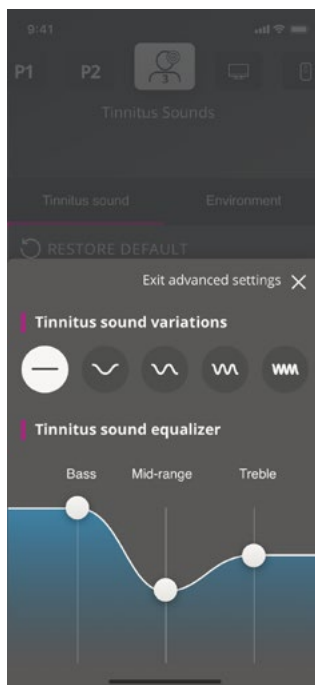 9:41
P1 P2 3
Tinnitus Sounds
Tinnitus sound Environment
RESTORE DEFAULT
Exit advanced settings
Tinnitus sound variations
Tinnitus sound equalizer
Bass Mid-range Treble